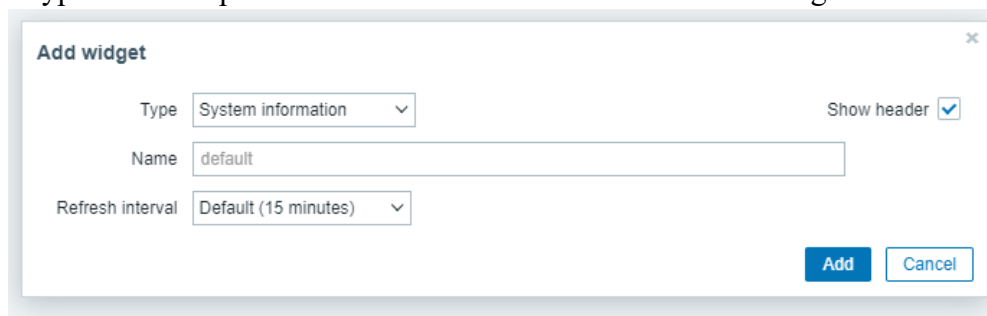 ×
Add widget
Type System information Show header
Name default
Refresh interval Default (15 minutes)
Add Cancel